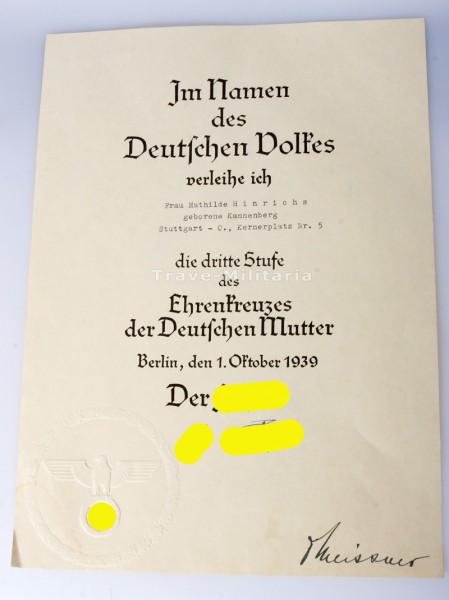 Im Namen
des
Deutschen Volkes
verleihe ich
Frau Mathilde H i n r i c h s
geborene Kannenberg
Stuttgart - O., Kernerplatz Nr. 5
die dritte Stufe
Trave-Militaria
des
Ehrenkreuzes
der Deutschen Mutter
Berlin, den 1. Oktober 1939
Der
Meissner